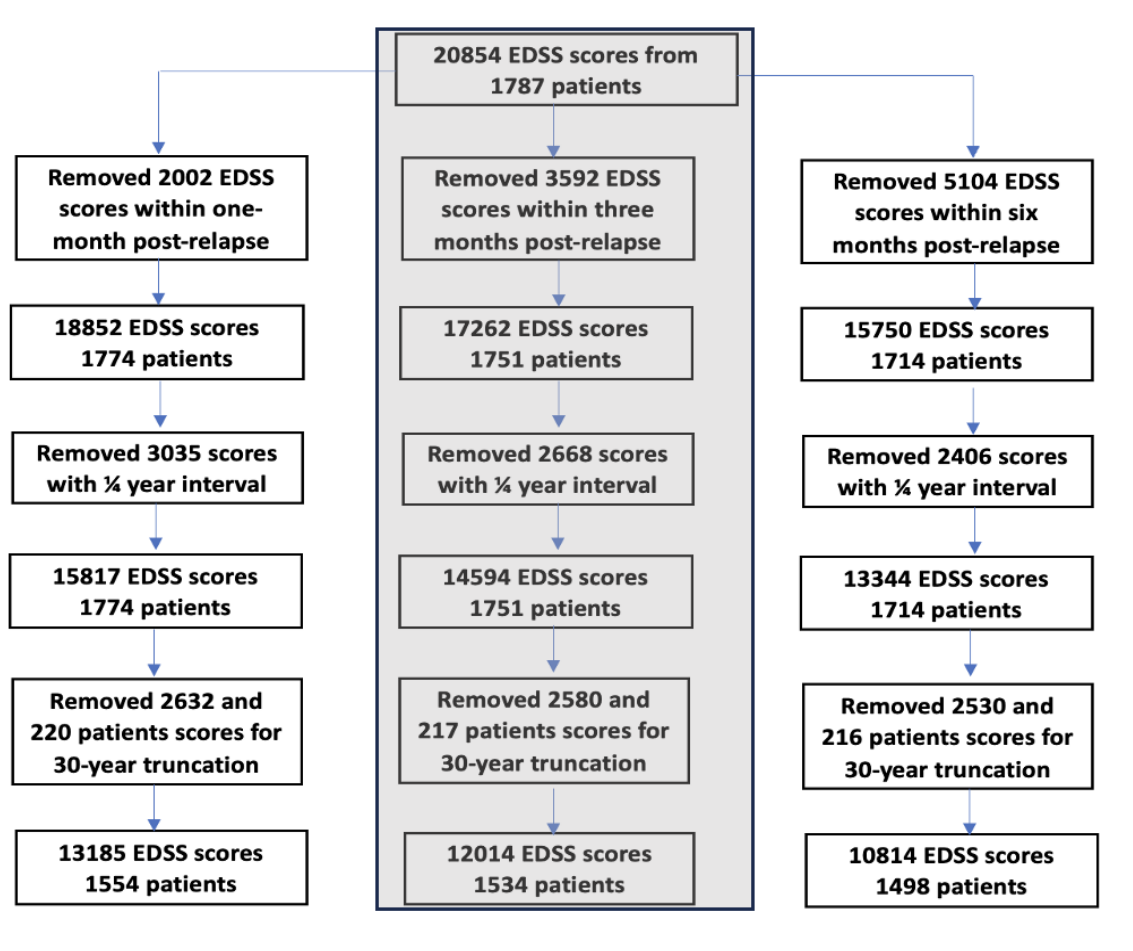 20854 EDSS scores from
1787 patients
Removed 2002 EDSS
scores within one-
month post-relapse
18852 EDSS scores
1774 patients
Removed 3035 scores
with ¼ year interval
15817 EDSS scores
1774 patients
Removed 2632 and
220 patients scores for
30-year truncation
13185 EDSS scores
1554 patients
Removed 3592 EDSS
scores within three
months post-relapse
17262 EDSS scores
1751 patients
Removed 2668 scores
with ¼ year interval
14594 EDSS scores
1751 patients
Removed 2580 and
217 patients scores for
30-year truncation
12014 EDSS scores
1534 patients
Removed 5104 EDSS
scores within six
months post-relapse
15750 EDSS scores
1714 patients
Removed 2406 scores
with ¼ year interval
13344 EDSS scores
1714 patients
Removed 2530 and
216 patients scores for
30-year truncation
10814 EDSS scores
1498 patients